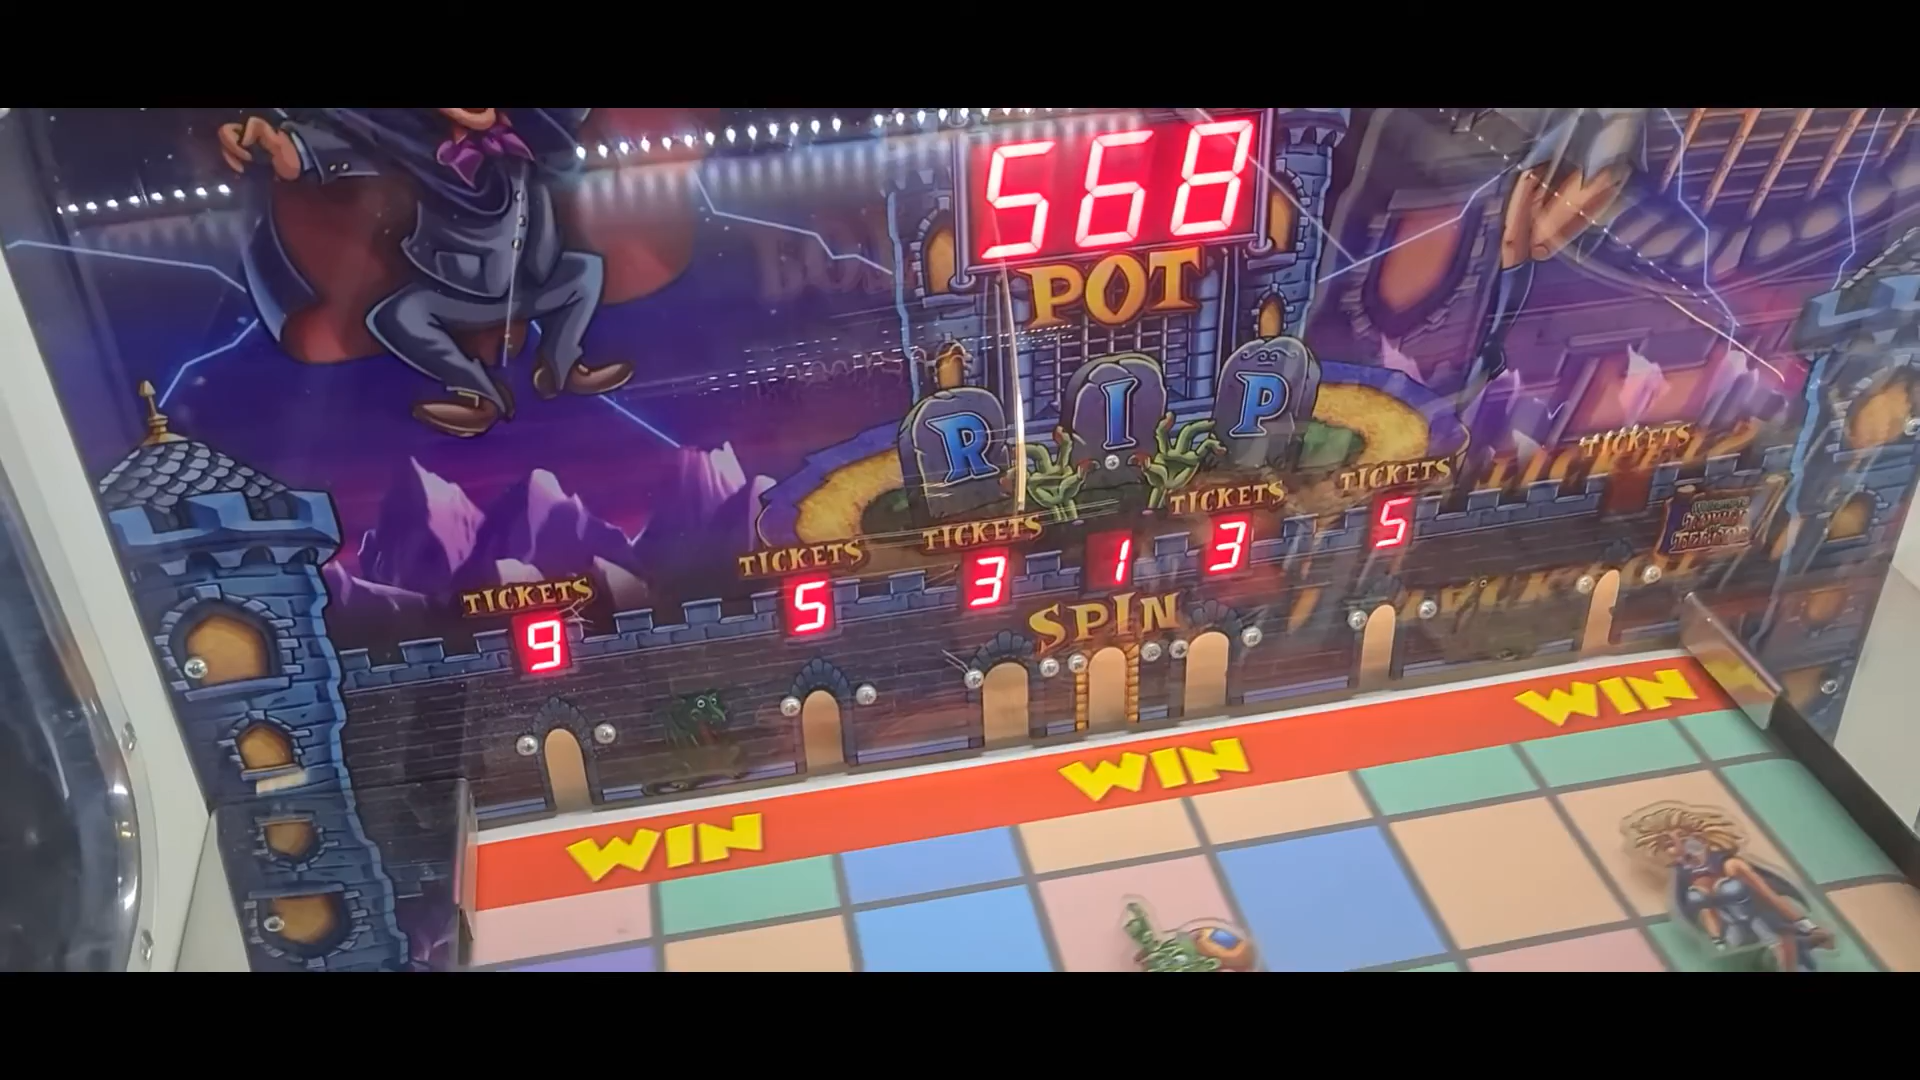 568
POT
R I P
TICKETS TICKETS TICKETS TICKETS TICKETS TICKETS
9 5 3 1 3 5
SPIN
WIN WIN WIN